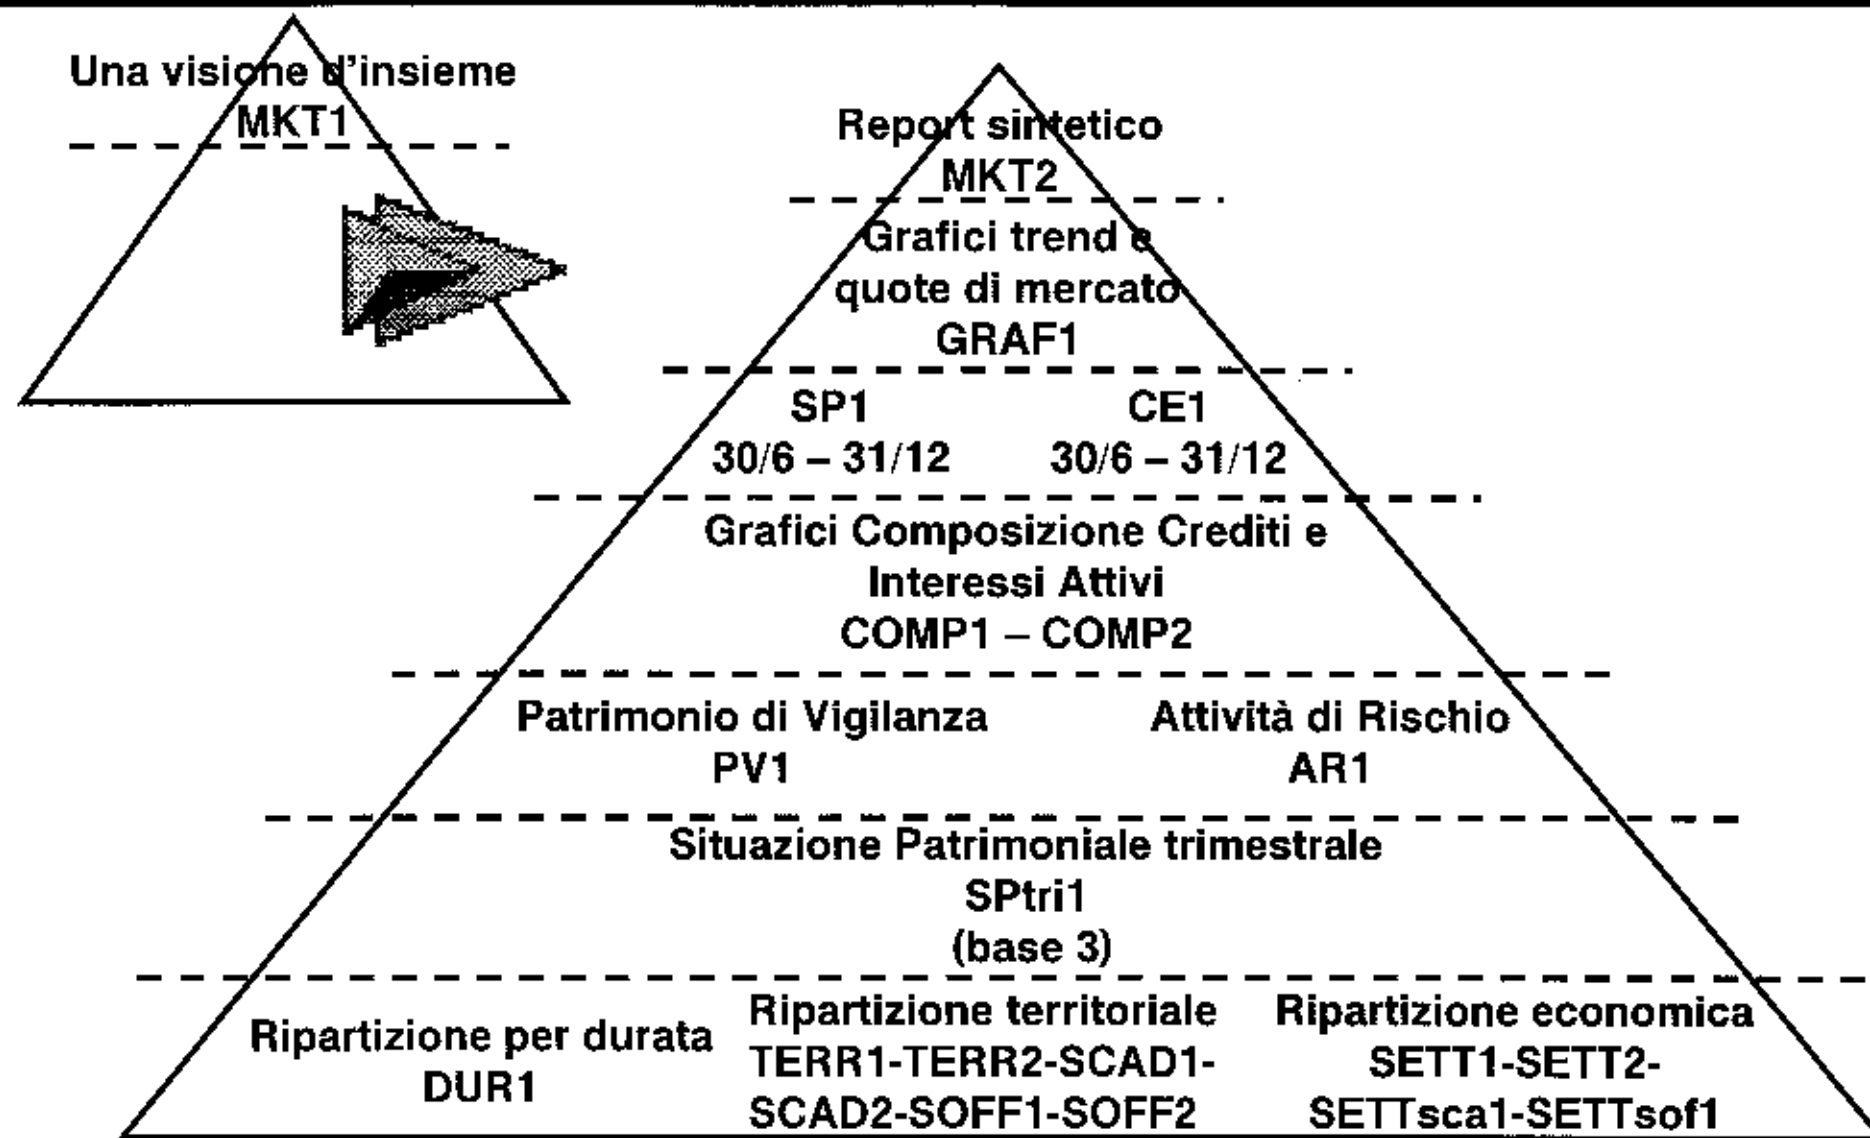 Una visione d'insieme
MKT1
Report sintetico
MKT2
Grafici trend e
quote di mercato
GRAF1
SP1 CE1
30/6 – 31/12 30/6 – 31/12
Grafici Composizione Crediti e
Interessi Attivi
COMP1 – COMP2
Patrimonio di Vigilanza Attività di Rischio
PV1 AR1
Situazione Patrimoniale trimestrale
SPtri1
(base 3)
Ripartizione per durata
DUR1
Ripartizione territoriale
TERR1-TERR2-SCAD1-
SCAD2-SOFF1-SOFF2
Ripartizione economica
SETT1-SETT2-
SETTsca1-SETTsof1